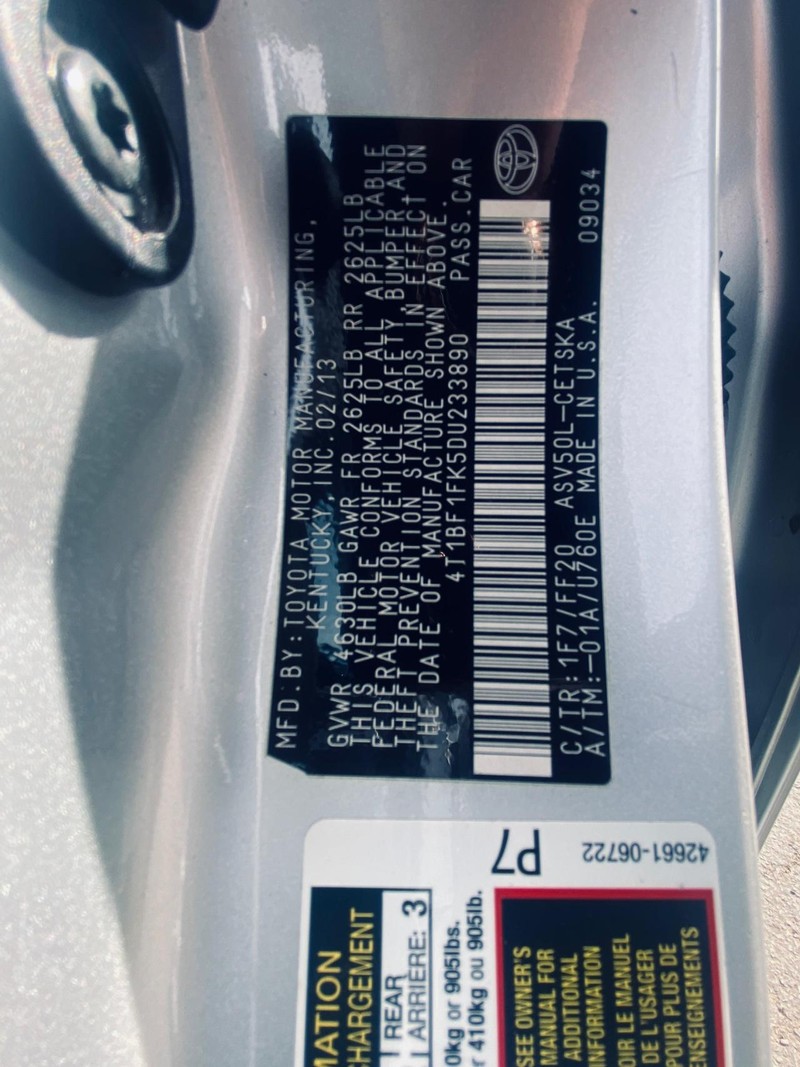 MFD.BY:TOYOTA MOTOR MANUFACTURING,
KENTUCKY, INC.02/13
GVWR 4630LB GAWR FR 2625LB RR 2625LB
THIS VEHICLE CONFORMS TO ALL APPLICABLE
FEDERAL MOTOR VEHICLE SAFETY, BUMPER AND
THEFT PREVENTION STANDARDS IN EFFECT ON
THE DATE OF MANUFACTURE SHOWN ABOVE.
4T1BF1FK5DU233890 PASS.CAR
C/TR:1F7/FF20 ASV50L-CETSKA 09034
A/TM:-01A/U760E MADE IN U.S.A.
P7
42661-06722
MATION
CHARGEMENT
REAR
ARRIÈRE: 3
0kg or 905lbs.
r 410kg ou 905lb.
SEE OWNER'S
MANUAL FOR
ADDITIONAL
INFORMATION
OIR LE MANUEL
DE L'USAGER
POUR PLUS DE
ENSEIGNEMENTS